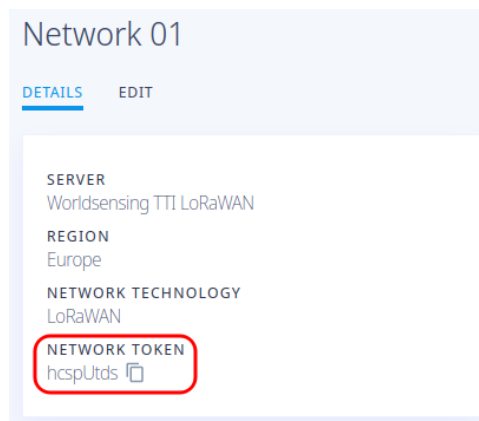 Network 01
DETAILS EDIT
SERVER
Worldsensing TTI LoRaWAN
REGION
Europe
NETWORK TECHNOLOGY
LoRaWAN
NETWORK TOKEN
hcspUtds